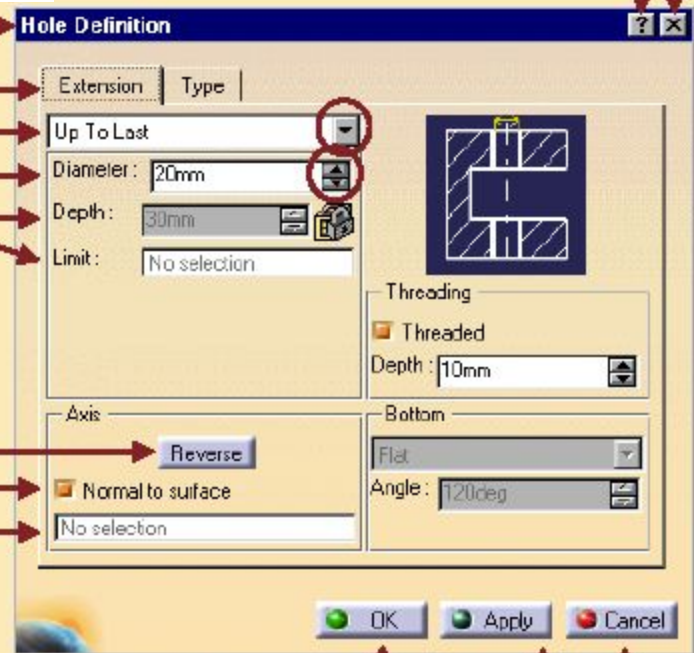 Hole Definition ? ×
Extension Type
Up To Last
Diameter : 20mm
Depth : 30mm
Limit : No selection
Threading
Threaded
Depth : 10mm
Axis
Reverse
Normal to surface
No selection
Bottom
Flat
Angle : 120deg
OK Apply Cancel